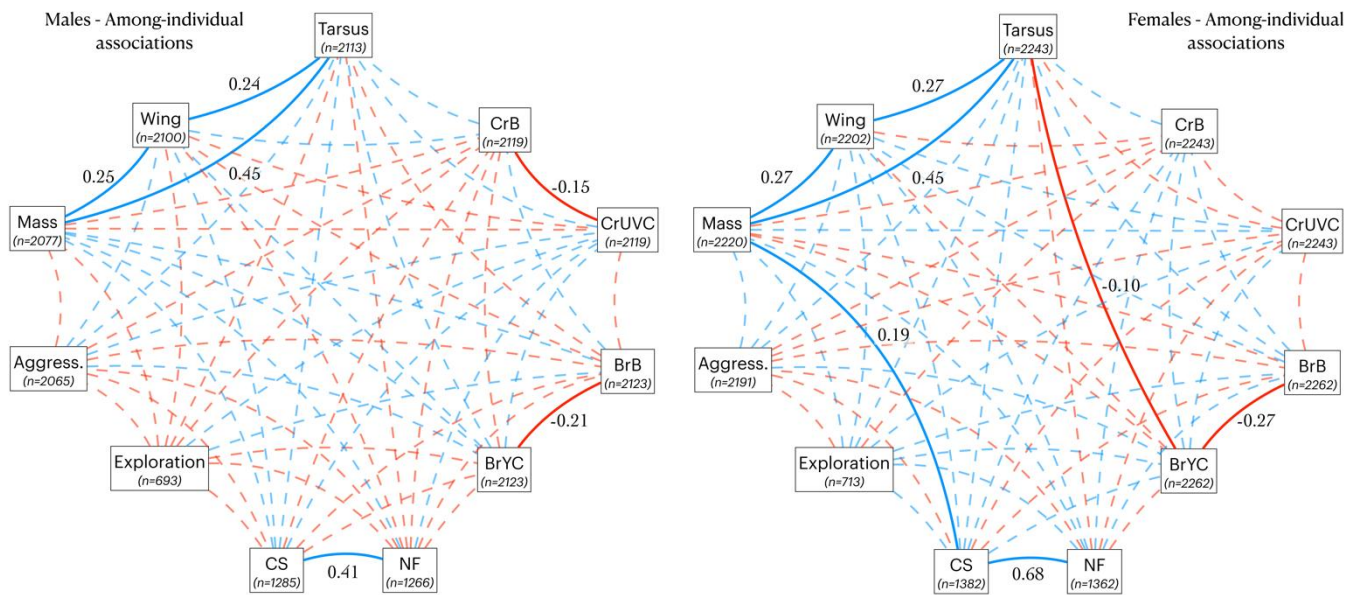 Males - Among-individual
associations
Tarsus
(n=2113)
0.24
Wing
(n=2100)
CrB
(n=2119)
0.25
0.45
-0.15
Mass
(n=2077)
CrUVC
(n=2119)
Aggress.
(n=2065)
BrB
(n=2123)
-0.21
Exploration
(n=693)
BrYC
(n=2123)
CS
(n=1285)
0.41
NF
(n=1266)
Females - Among-individual
associations
Tarsus
(n=2243)
0.27
Wing
(n=2202)
CrB
(n=2243)
0.27
0.45
Mass
(n=2220)
CrUVC
(n=2243)
-0.10
0.19
Aggress.
(n=2191)
BrB
(n=2262)
-0.27
Exploration
(n=713)
BrYC
(n=2262)
CS
(n=1382)
0.68
NF
(n=1362)